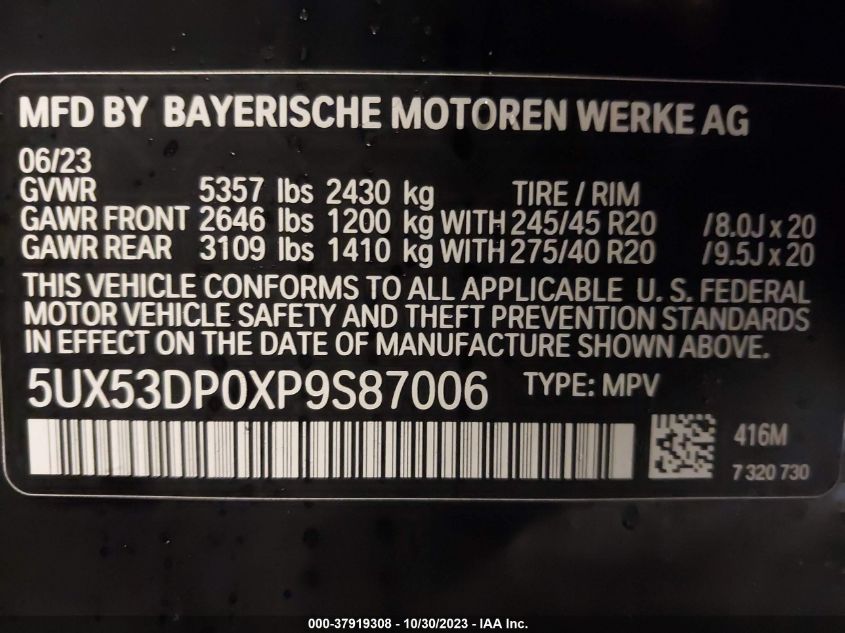 MFD BY BAYERISCHE MOTOREN WERKE AG
06/23
GVWR 5357 lbs 2430 kg TIRE / RIM
GAWR FRONT 2646 lbs 1200 kg WITH 245/45 R20 /8.0J x 20
GAWR REAR 3109 lbs 1410 kg WITH 275/40 R20 /9.5J x 20
THIS VEHICLE CONFORMS TO ALL APPLICABLE U. S. FEDERAL
MOTOR VEHICLE SAFETY AND THEFT PREVENTION STANDARDS
IN EFFECT ON THE DATE OF MANUFACTURE SHOWN ABOVE.
5UX53DP0XP9S87006 TYPE: MPV
416M
7 320 730
000-37919308 - 10/30/2023 - IAA Inc.